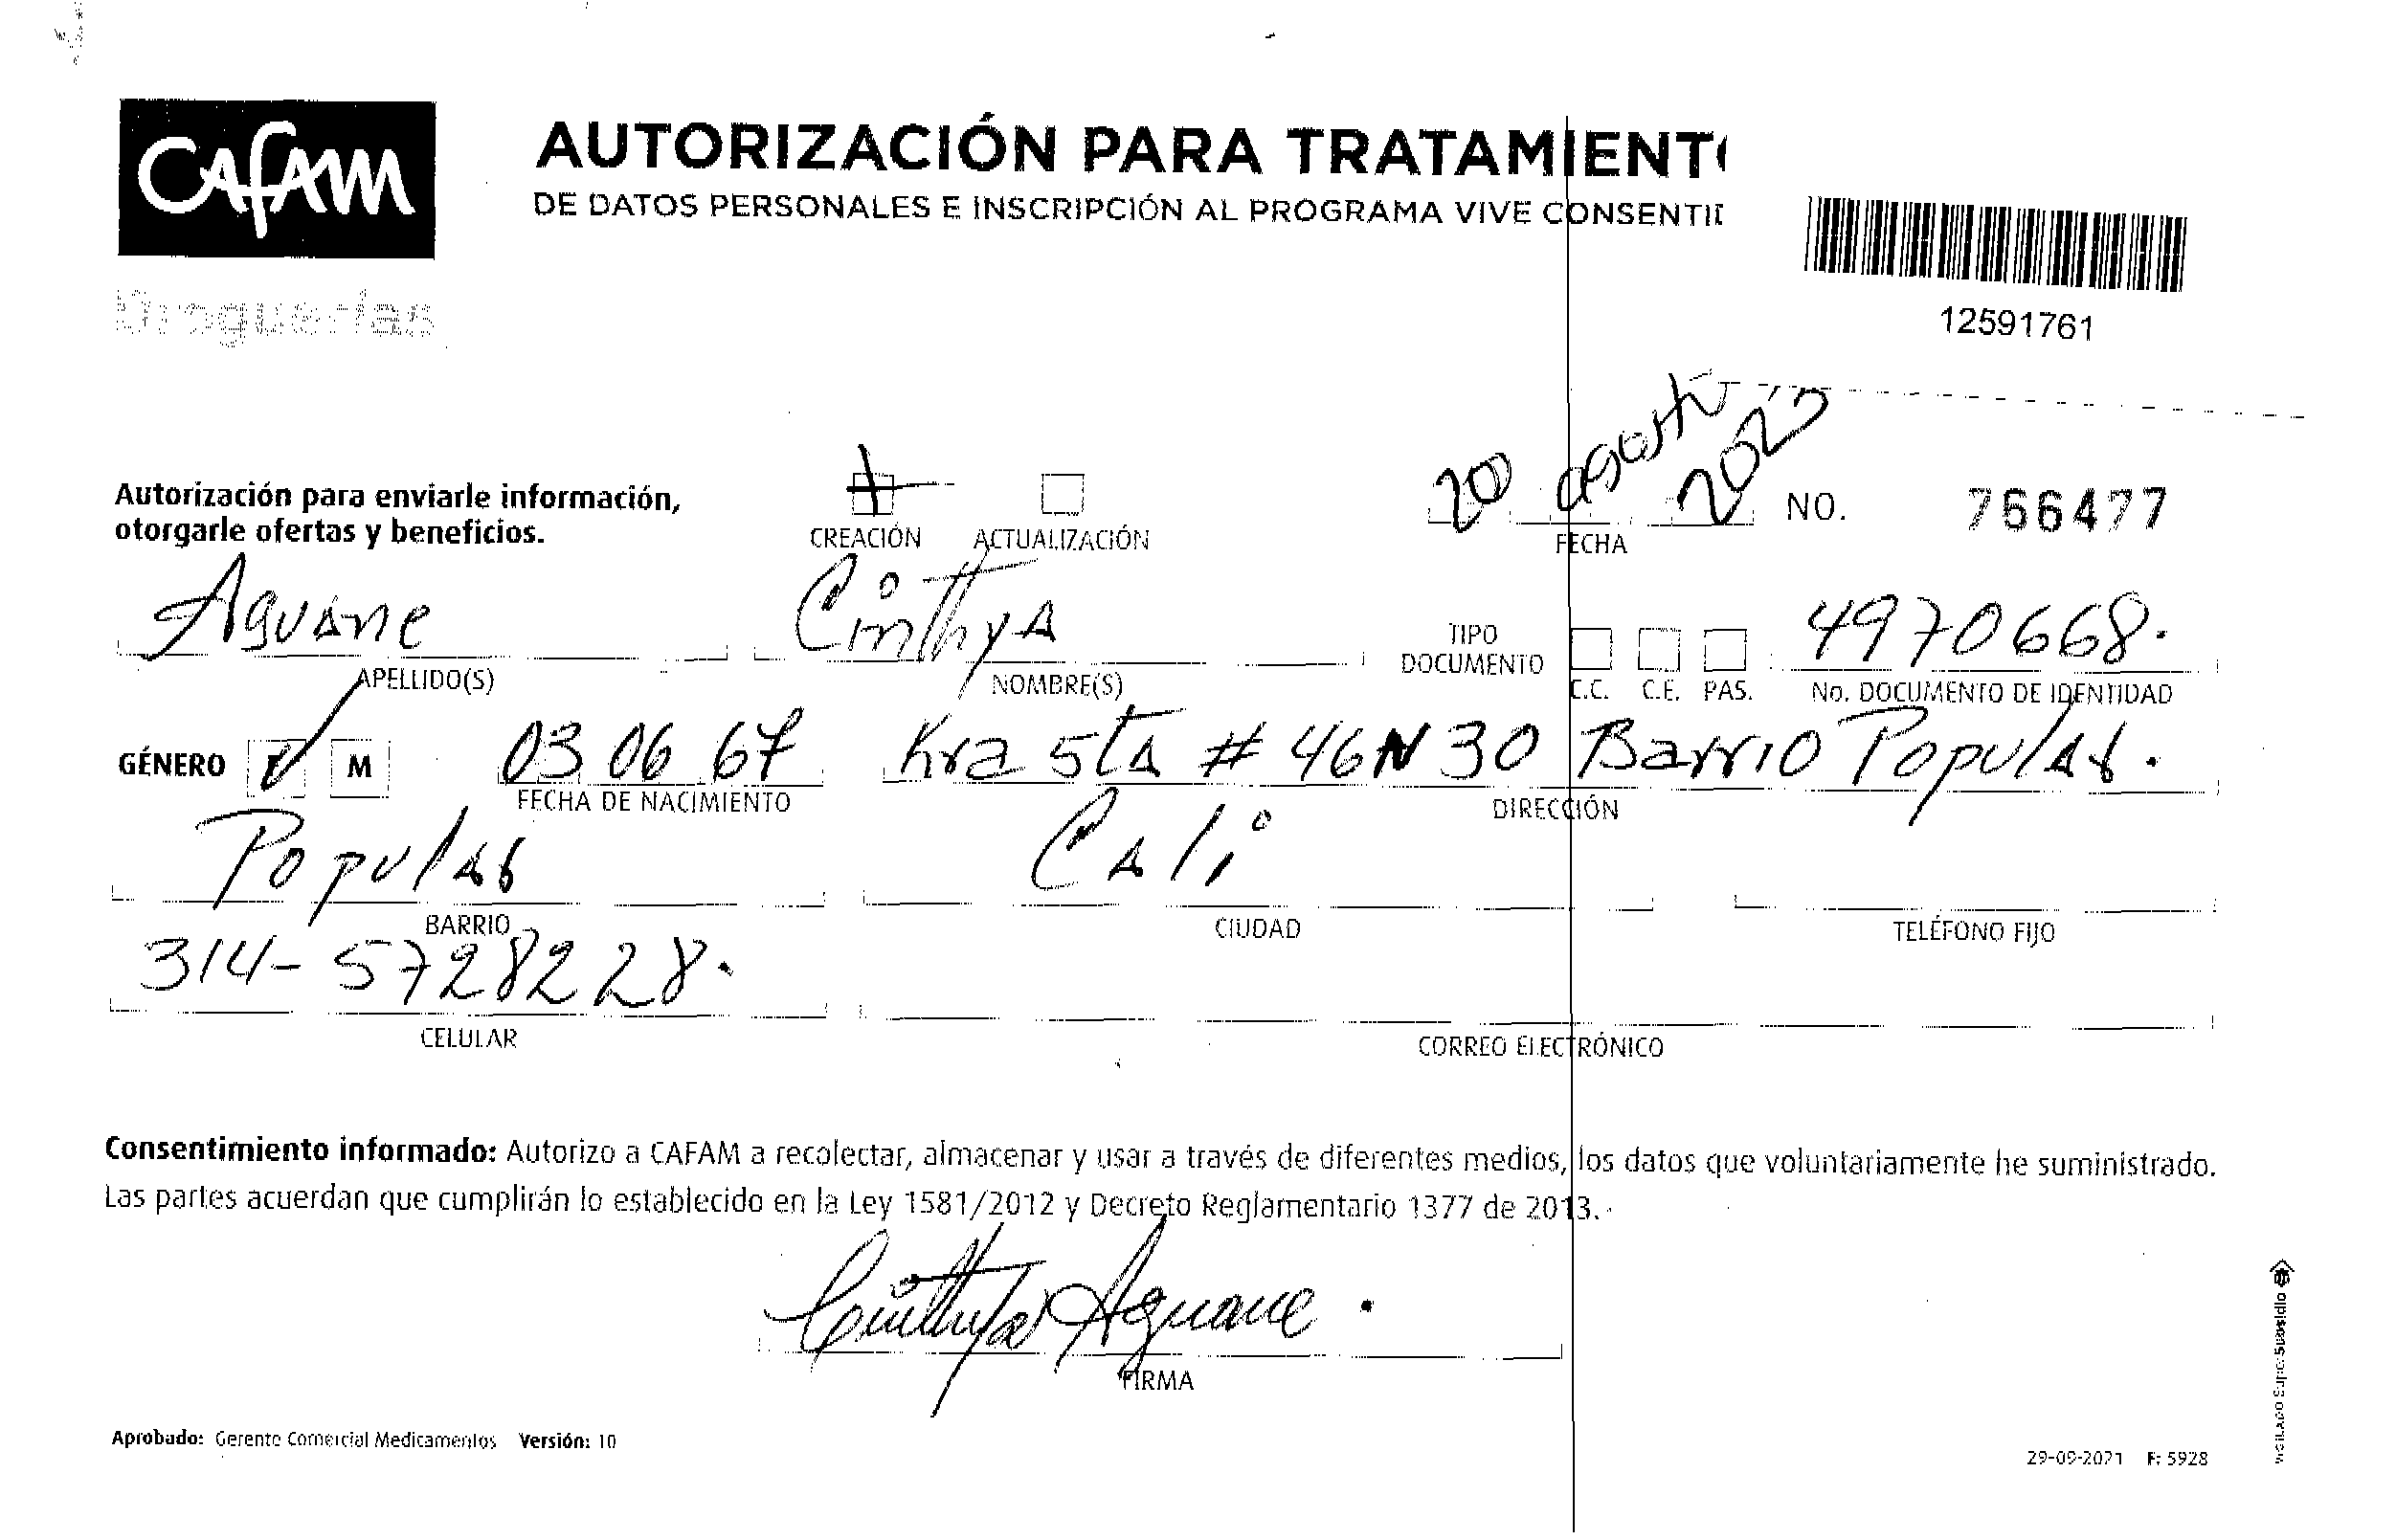 CAFAM
Droguerías
AUTORIZACIÓN PARA TRATAMIENT
DE DATOS PERSONALES E INSCRIPCIÓN AL PROGRAMA VIVE CONSENTI
12591761
Autorización para enviarle información,
otorgarle ofertas y beneficios.
CREACIÓN ACTUALIZACIÓN
agosto
FECHA
NO. 766477
Aguane
APELLIDO(S)
Cinthya
NOMBRE(S)
TIPO
DOCUMENTO
C.C. C.E. PAS.
4970668.
No. DOCUMENTO DE IDENTIDAD
GÉNERO F M
03 06 67
FECHA DE NACIMIENTO
Kra 5ta # 46N 30 Barrio Popular.
DIRECCIÓN
Popular
BARRIO
Cali
CIUDAD
TELÉFONO FIJO
314-5728228.
CELULAR
CORREO ELECTRÓNICO
Consentimiento informado: Autorizo a CAFAM a recolectar, almacenar y usar a través de diferentes medios, los datos que voluntariamente he suministrado.
Las partes acuerdan que cumplirán lo establecido en la Ley 1581/2012 y Decreto Reglamentario 1377 de 2013.
Cinthya Aguane.
FIRMA
Aprobado: Gerente Comercial Medicamentos Versión: 10
29-09-2021 F: 5928
VIGILADO SuperSubsidio